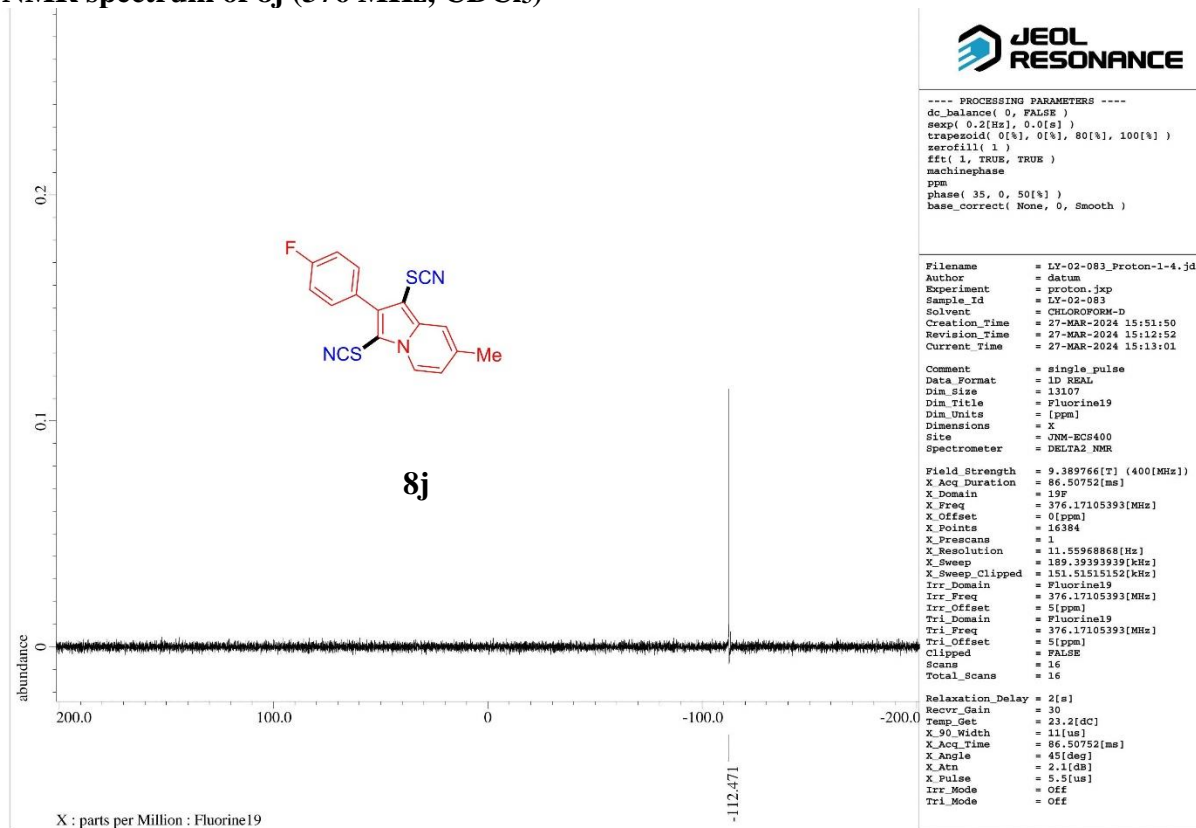 NMR spectrum of 8j (376 MHz, CDCl3)
JEOL
RESONANCE
---- PROCESSING PARAMETERS ----
dc_balance( 0, FALSE )
sexp( 0.2[Hz], 0.0[s] )
trapezoid( 0[%], 0[%], 80[%], 100[%] )
zerofill( 1 )
fft( 1, TRUE, TRUE )
machinephase
ppm
phase( 35, 0, 50[%] )
base_correct( None, 0, Smooth )
Filename = LY-02-083_Proton-1-4.jd
Author = datum
Experiment = proton.jxp
Sample_Id = LY-02-083
Solvent = CHLOROFORM-D
Creation_Time = 27-MAR-2024 15:51:50
Revision_Time = 27-MAR-2024 15:12:52
Current_Time = 27-MAR-2024 15:13:01
Comment = single_pulse
Data_Format = 1D REAL
Dim_Size = 13107
Dim_Title = Fluorine19
Dim_Units = [ppm]
Dimensions = X
Site = JNM-ECS400
Spectrometer = DELTA2_NMR
Field_Strength = 9.389766[T] (400[MHz])
X_Acq_Duration = 86.50752[ms]
X_Domain = 19F
X_Freq = 376.17105393[MHz]
X_Offset = 0[ppm]
X_Points = 16384
X_Prescans = 1
X_Resolution = 11.55968868[Hz]
X_Sweep = 189.39393939[kHz]
X_Sweep_Clipped = 151.51515152[kHz]
Irr_Domain = Fluorine19
Irr_Freq = 376.17105393[MHz]
Irr_Offset = 5[ppm]
Tri_Domain = Fluorine19
Tri_Freq = 376.17105393[MHz]
Tri_Offset = 5[ppm]
Clipped = FALSE
Scans = 16
Total_Scans = 16
Relaxation_Delay = 2[s]
Recvr_Gain = 30
Temp_Get = 23.2[dC]
X_90_Width = 11[us]
X_Acq_Time = 86.50752[ms]
X_Angle = 45[deg]
X_Atn = 2.1[dB]
X_Pulse = 5.5[us]
Irr_Mode = Off
Tri_Mode = Off
0.2
0.1
0
abundance
F
SCN
NCS
N
Me
8j
200.0 100.0 0 -100.0 -200.0
-112.471
X : parts per Million : Fluorine19